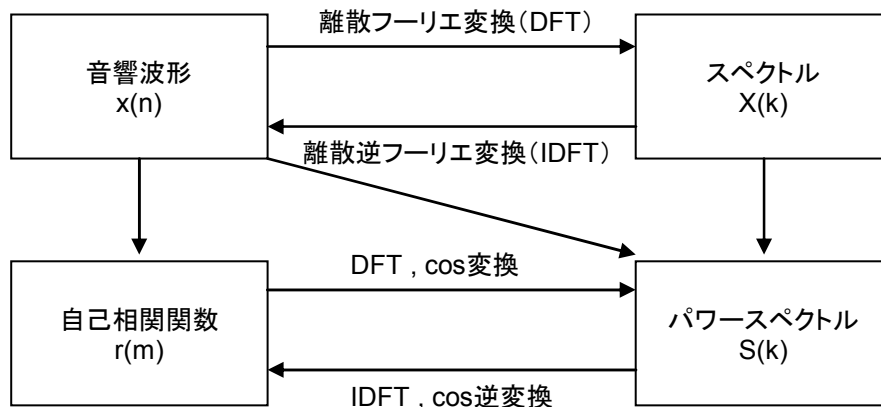 離散フーリエ変換（DFT）
音響波形
x(n)
スペクトル
X(k)
離散逆フーリエ変換（IDFT）
DFT , cos変換
自己相関関数
r(m)
パワースペクトル
S(k)
IDFT , cos逆変換